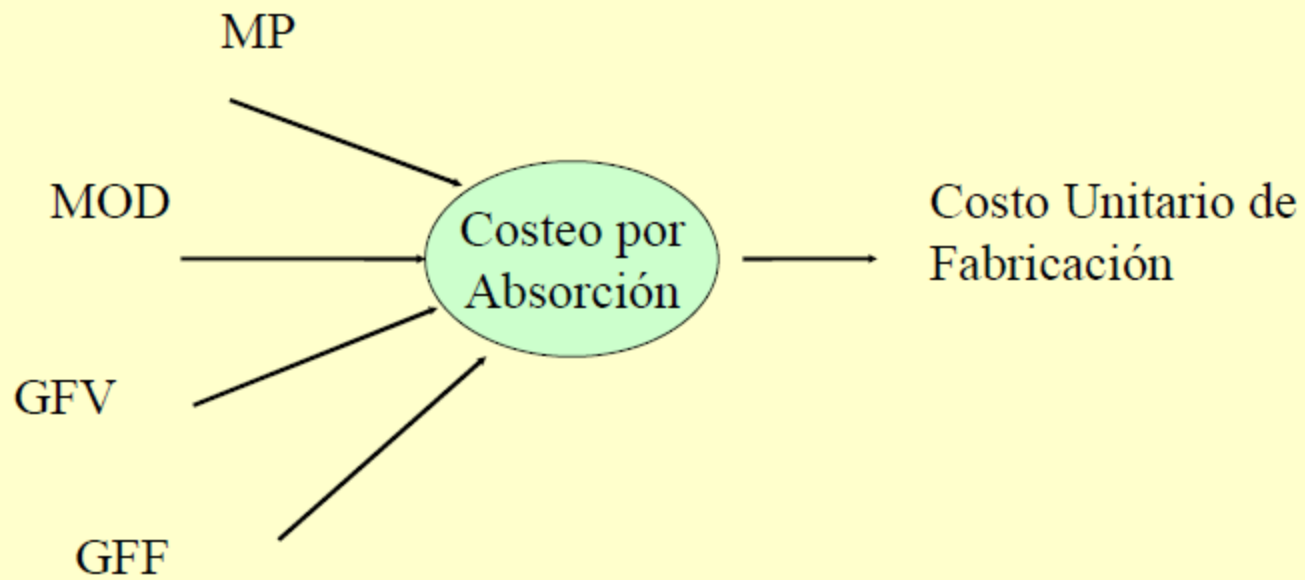 MP
MOD
GFV
GFF
Costeo por
Absorción
Costo Unitario de
Fabricación